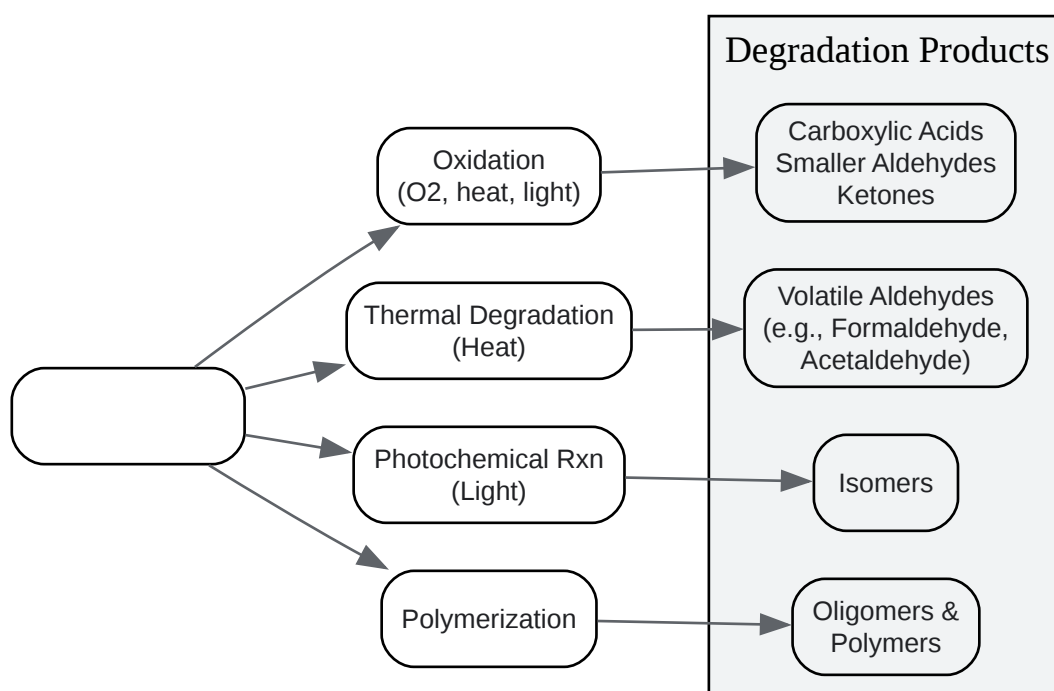 Degradation Products
Oxidation
(O2, heat, light)
Carboxylic Acids
Smaller Aldehydes
Ketones
Thermal Degradation
(Heat)
Volatile Aldehydes
(e.g., Formaldehyde,
Acetaldehyde)
Photochemical Rxn
(Light)
Isomers
Polymerization
Oligomers &
Polymers